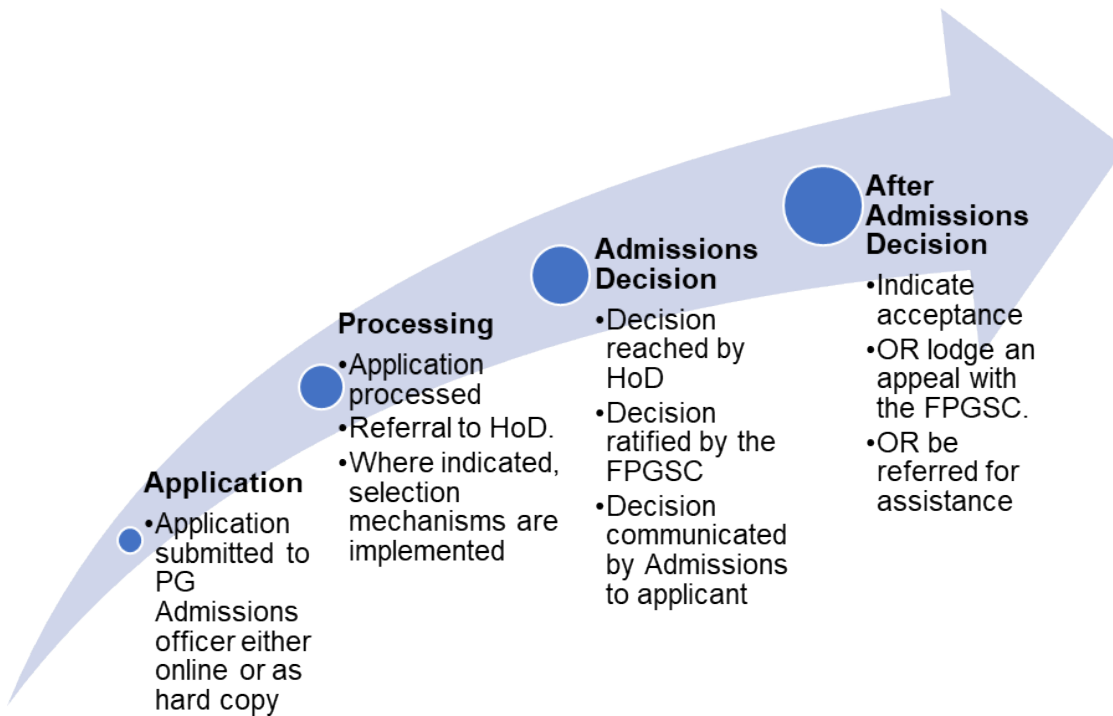 Application
•Application
submitted to
PG
Admissions
officer either
online or as
hard copy
Processing
•Application
processed
•Referral to HoD.
•Where indicated,
selection
mechanisms are
implemented
Admissions
Decision
•Decision
reached by
HoD
•Decision
ratified by the
FPGSC
•Decision
communicated
by Admissions
to applicant
After
Admissions
Decision
•Indicate
acceptance
•OR lodge an
appeal with
the FPGSC.
•OR be
referred for
assistance